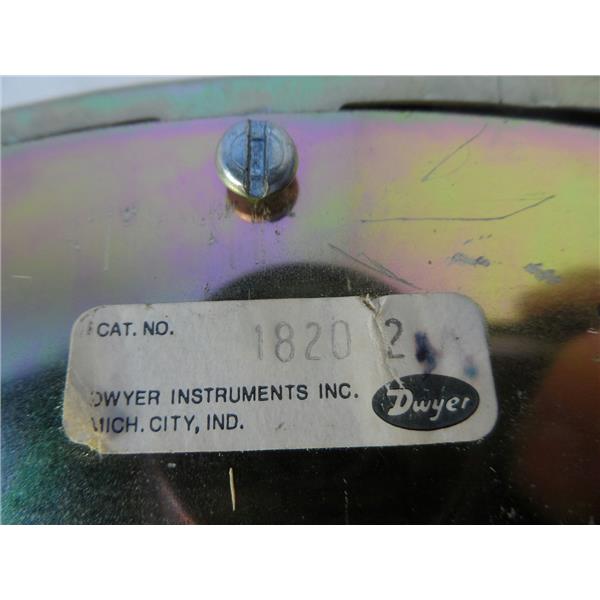 CAT. NO. 1820 2
DWYER INSTRUMENTS INC.
MICH. CITY, IND.
Dwyer